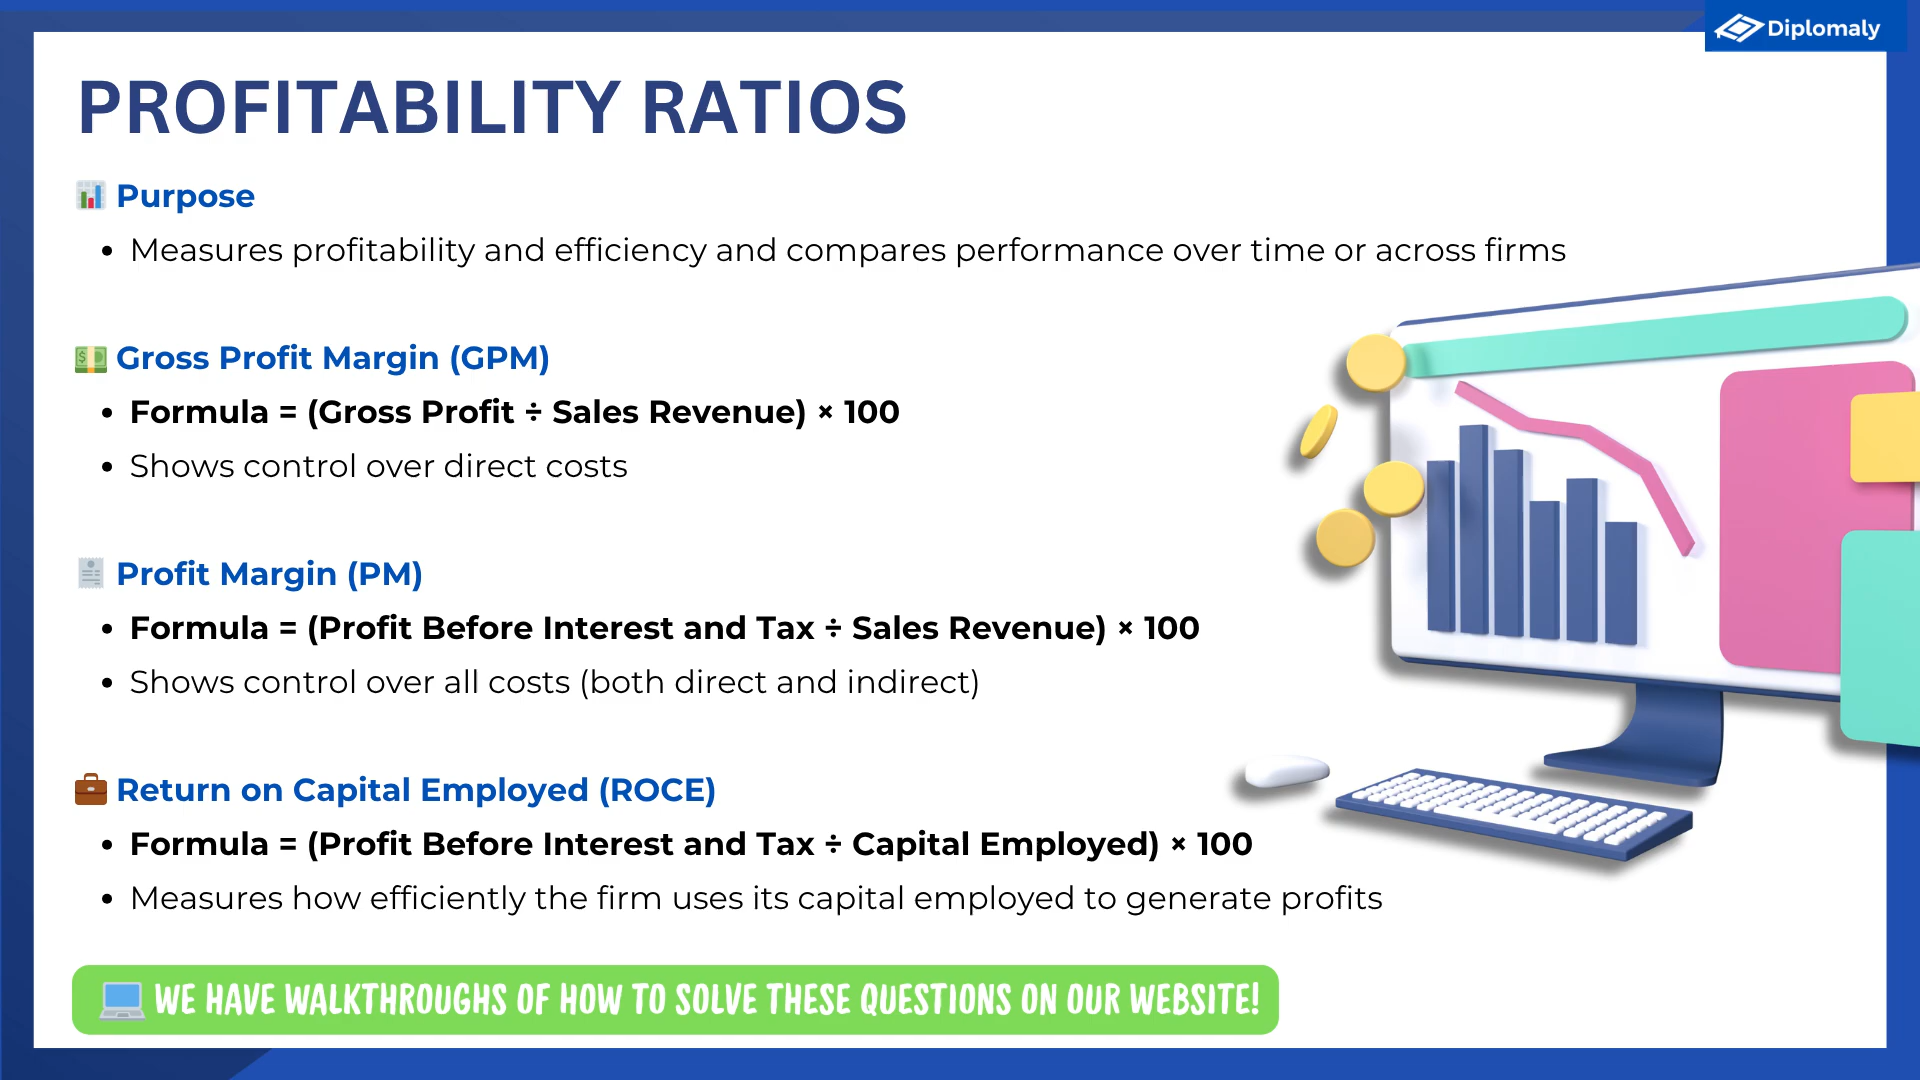 Diplomaly
PROFITABILITY RATIOS
Purpose
• Measures profitability and efficiency and compares performance over time or across firms
Gross Profit Margin (GPM)
• Formula = (Gross Profit ÷ Sales Revenue) × 100
• Shows control over direct costs
Profit Margin (PM)
• Formula = (Profit Before Interest and Tax ÷ Sales Revenue) × 100
• Shows control over all costs (both direct and indirect)
Return on Capital Employed (ROCE)
• Formula = (Profit Before Interest and Tax ÷ Capital Employed) × 100
• Measures how efficiently the firm uses its capital employed to generate profits
WE HAVE WALKTHROUGHS OF HOW TO SOLVE THESE QUESTIONS ON OUR WEBSITE!